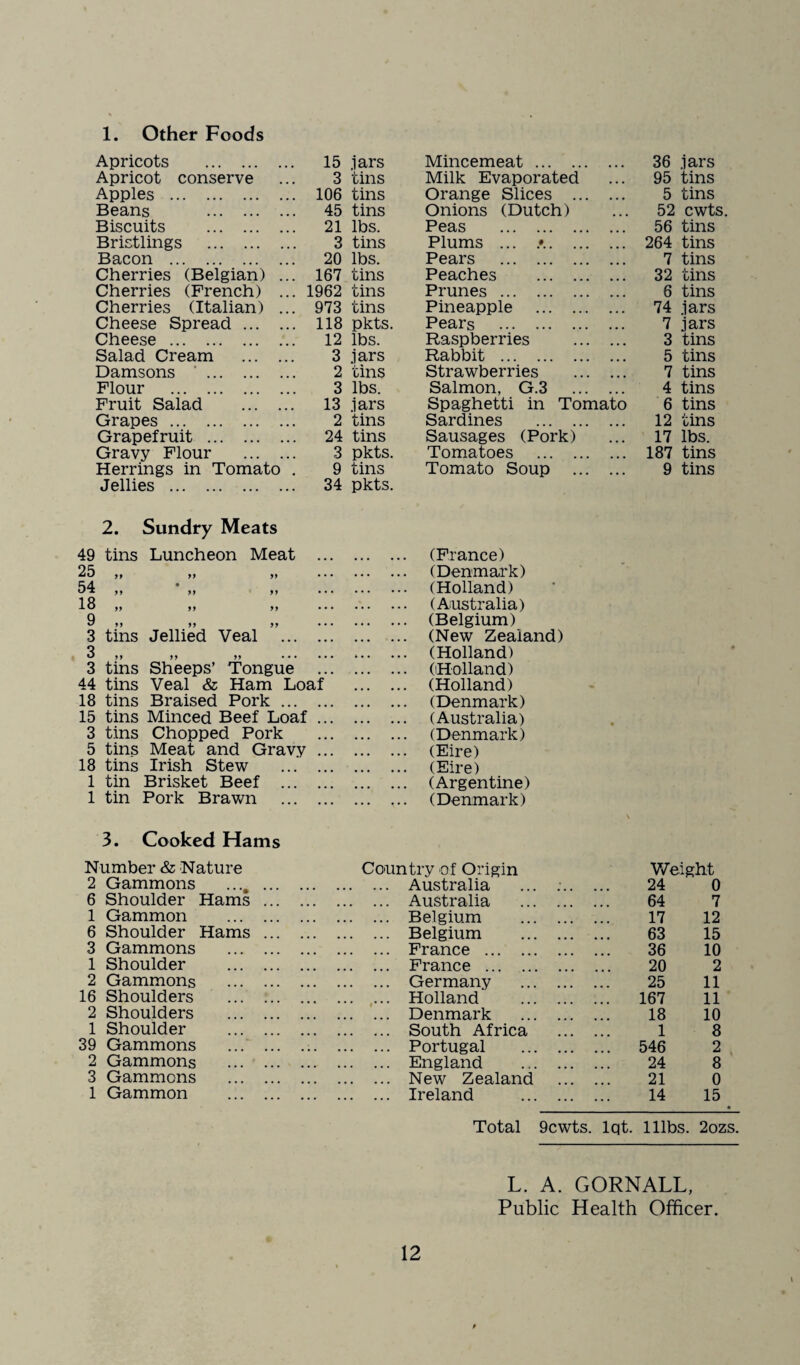 1. Other Foods
Apricots ... ... ... 15 jars
Apricot conserve ... 3 tins
Apples ... ... ... ... 106 tins
Beans ... ... ... 45 tins
Biscuits ... ... ... 21 lbs.
Bristlings ... ... ... 3 tins
Bacon ... ... ... ... 20 lbs.
Cherries (Belgian) ... 167 tins
Cherries (French) ... 1962 tins
Cherries (Italian) ... 973 tins
Cheese Spread ... ... 118 pkts.
Cheese ... ... ... ... 12 lbs.
Salad Cream ... ... 3 jars
Damsons ... ... ... 2 tins
Flour ... ... ... ... 3 lbs.
Fruit Salad ... ... 13 jars
Grapes ... ... ... ... 2 tins
Grapefruit ... ... ... 24 tins
Gravy Flour ... ... 3 pkts.
Herrings in Tomato . 9 tins
Jellies ... ... ... ... 34 pkts.
Mincemeat ... ... ... 36 jars
Milk Evaporated ... 95 tins
Orange Slices ... ... 5 tins
Onions (Dutch) ... 52 cwts.
Peas ... ... ... ... 56 tins
Plums ... ... ... ... 264 tins
Pears ... ... ... ... 7 tins
Peaches ... ... ... 32 tins
Prunes ... ... ... ... 6 tins
Pineapple ... ... ... 74 jars
Pears ... ... ... ... 7 jars
Raspberries ... ... 3 tins
Rabbit ... ... ... ... 5 tins
Strawberries ... ... 7 tins
Salmon, G.3 ... ... 4 tins
Spaghetti in Tomato 6 tins
Sardines ... ... ... 12 tins
Sausages (Pork) ... 17 lbs.
Tomatoes ... ... ... 187 tins
Tomato Soup ... ... 9 tins
2. Sundry Meats
49 tins Luncheon Meat ... ... ... ... (France)
25 „ „ „ ... ... ... ... (Denmark)
54 „ „ „ ... ... ... ... (Holland)
18 „ „ „ ... ... ... ... (Australia)
9 „ „ „ ... ... ... ... (Belgium)
3 tins Jellied Veal ... ... ... ... ... (New Zealand)
3 „ „ „ ... ... ... ... ... (Holland)
3 tins Sheeps' Tongue ... ... ... ... (Holland)
44 tins Veal & Ham Loaf ... ... (Holland)
18 tins Braised Pork ... ... ... ... ... (Denmark)
15 tins Minced Beef Loaf ... ... ... ... (Australia)
3 tins Chopped Pork ... ... ... ... (Denmark)
5 tins Meat and Gravy ... ... ... ... (Eire)
18 tins Irish Stew ... ... ... ... ... (Eire)
1 tin Brisket Beef ... ... ... ... ... (Argentine)
1 tin Pork Brawn ... ... ... ... ... (Denmark)
3. Cooked Hams
Number & Nature Country of Origin Weight
2 Gammons ... ... ... ... ... Australia ... ... ... 24 0
6 Shoulder Hams ... ... ... ... Australia ... ... ... 64 7
1 Gammon ... ... ... ... ... Belgium ... ... ... 17 12
6 Shoulder Hams ... ... ... ... Belgium ... ... ... 63 15
3 Gammons ... ... ... ... ... France ... ... ... ... 36 10
1 Shoulder ... ... ... ... ... France ... ... ... ... 20 2
2 Gammons ... ... ... ... ... Germany ... ... ... 25 11
16 Shoulders ... ... ... ... ... Holland ... ... ... 167 11
2 Shoulders ... ... ... ... ... Denmark ... ... ... 18 10
1 Shoulder ... ... ... ... ... South Africa ... ... 1 8
39 Gammons ... ... ... ... ... Portugal ... ... ... 546 2
2 Gammons ... ... ... ... ... England ... ... ... 24 8
3 Gammons ... ... ... ... ... New Zealand ... ... 21 0
1 Gammon ... ... ... ... ... Ireland ... ... ... 14 15
Total 9cwts. 1qt. 11lbs. 2ozs.
L. A. GORNALL,
Public Health Officer.
12